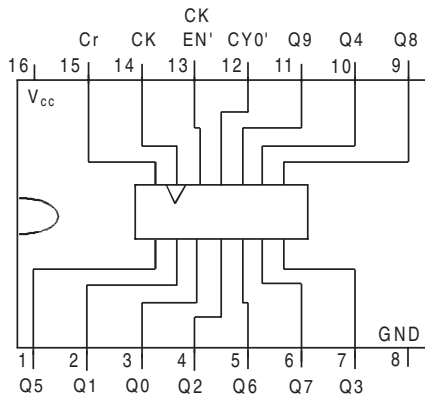 CK
Cr CK EN' CY0' Q9 Q4 Q8
16 15 14 13 12 11 10 9
Vcc
GND
1 2 3 4 5 6 7 8
Q5 Q1 Q0 Q2 Q6 Q7 Q3